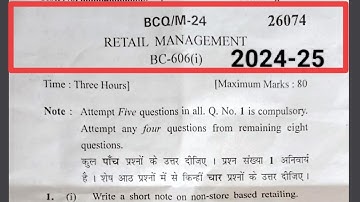 BCQ/M-24 26074
RETAIL MANAGEMENT
BC-606(i) 2024-25
Time : Three Hours] [Maximum Marks : 80
Note : Attempt Five questions in all. Q. No. 1 is compulsory.
Attempt any four questions from remaining eight
questions.
कुल पाँच प्रश्नों के उत्तर दीजिए । प्रश्न संख्या 1 अनिवार्य
है । शेष आठ प्रश्नों में से किन्हीं चार प्रश्नों के उत्तर दीजिए ।
1. (i) Write a short note on non-store based retailing.